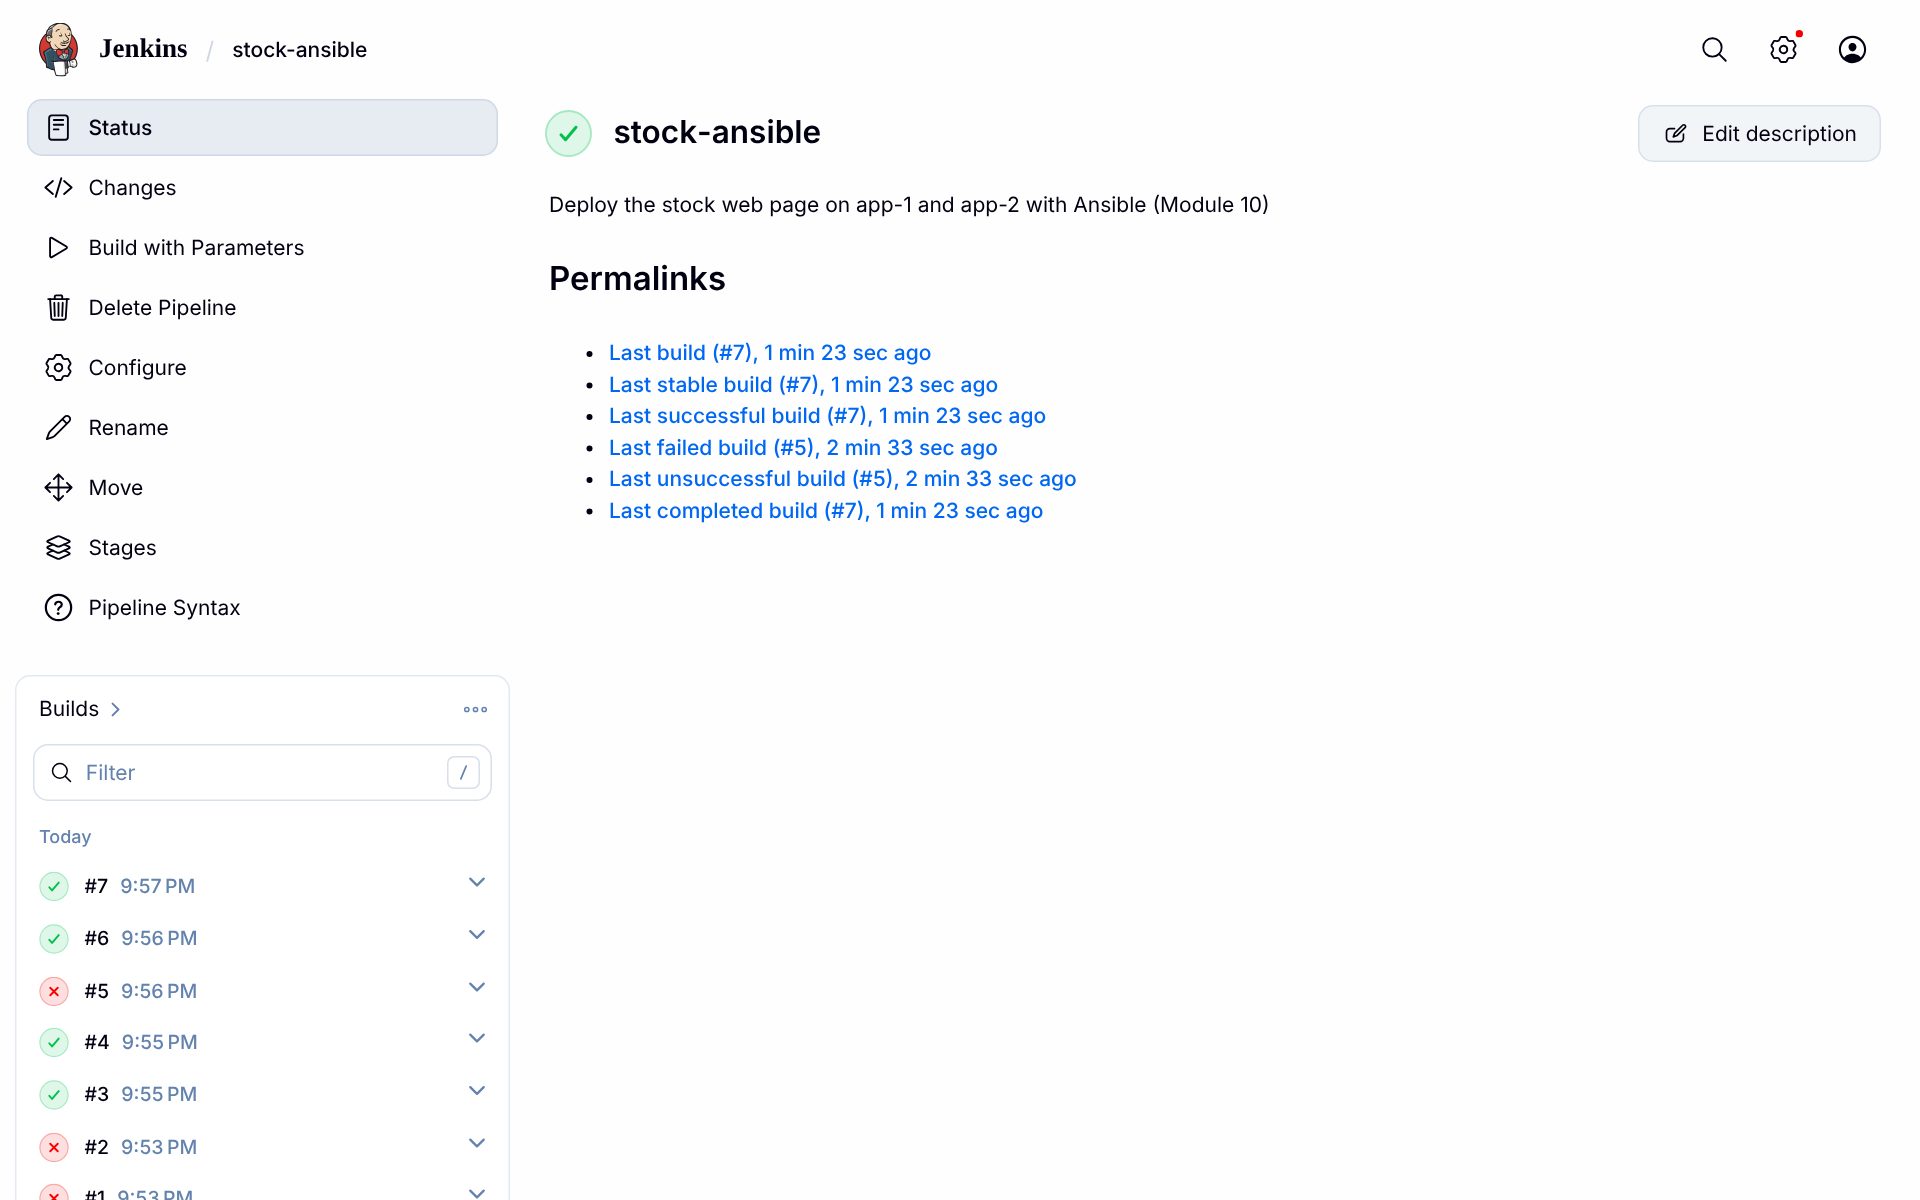 Jenkins / stock-ansible
Status
Changes
Build with Parameters
Delete Pipeline
Configure
Rename
Move
Stages
Pipeline Syntax
Builds
Filter /
Today
#7 9:57 PM
#6 9:56 PM
#5 9:56 PM
#4 9:55 PM
#3 9:55 PM
#2 9:53 PM
#1 9:53 PM
stock-ansible
Edit description
Deploy the stock web page on app-1 and app-2 with Ansible (Module 10)
Permalinks
Last build (#7), 1 min 23 sec ago
Last stable build (#7), 1 min 23 sec ago
Last successful build (#7), 1 min 23 sec ago
Last failed build (#5), 2 min 33 sec ago
Last unsuccessful build (#5), 2 min 33 sec ago
Last completed build (#7), 1 min 23 sec ago